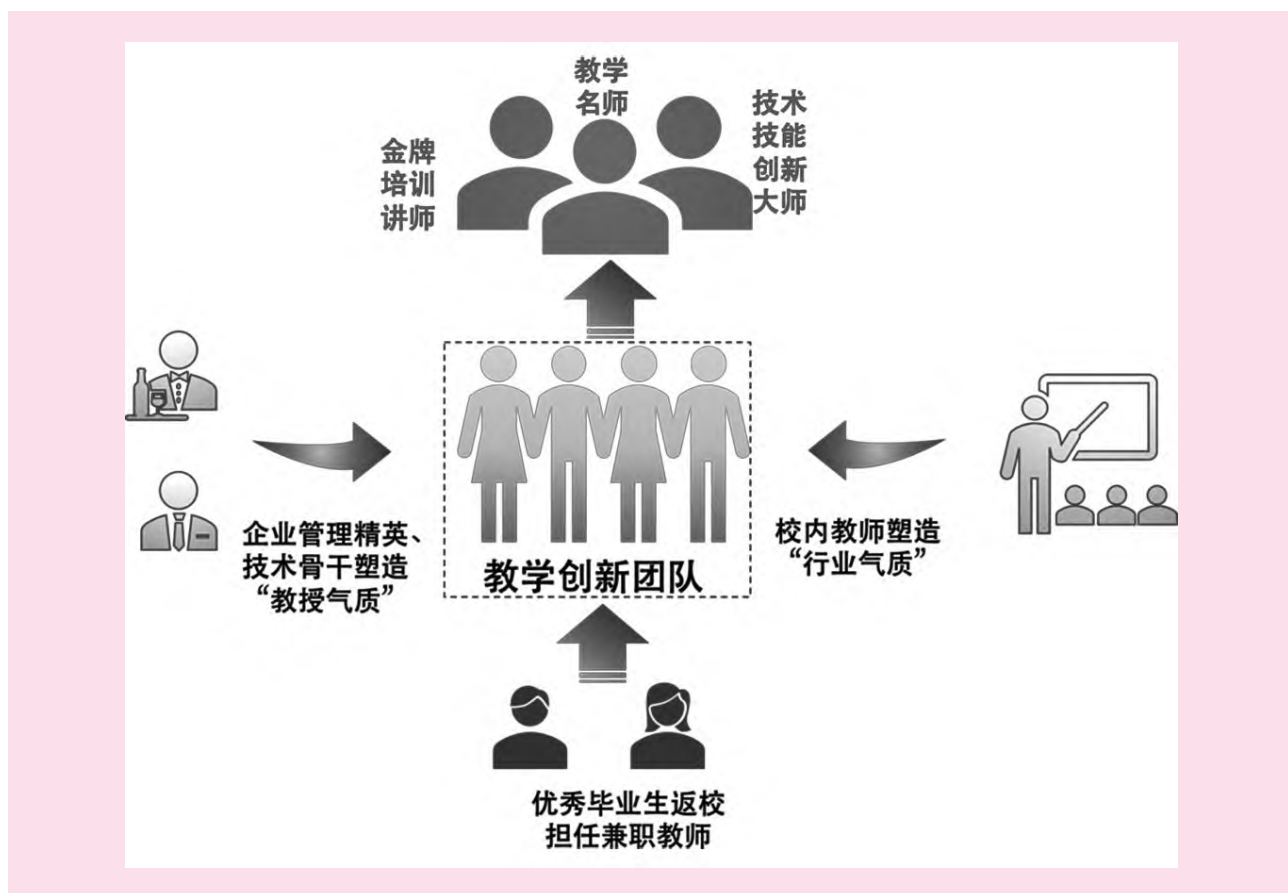 教学
名师
技术
技能
创新
大师
金牌
培训
讲师
企业管理精英、
技术骨干塑造
“教授气质”
校内教师塑造
“行业气质”
教学创新团队
优秀毕业生返校
担任兼职教师